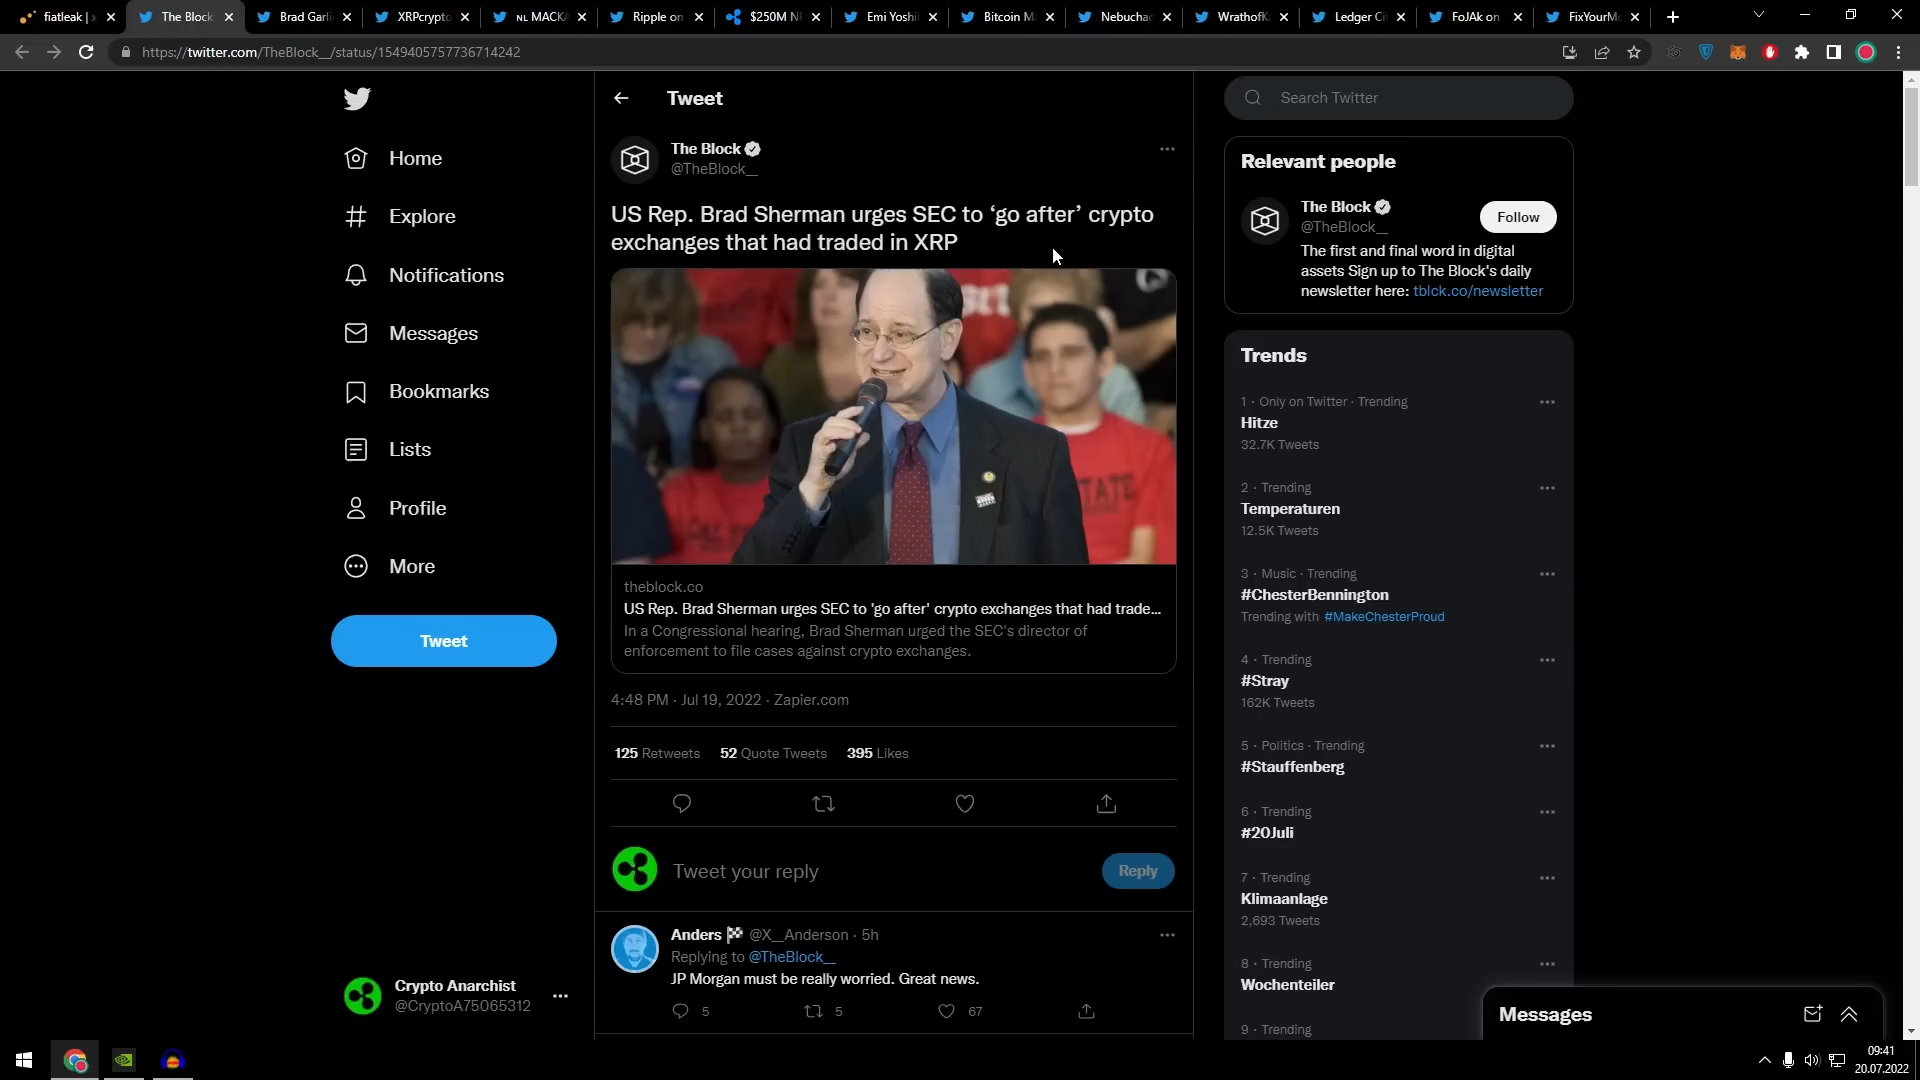 fiatleak | x
The Block
Brad Garli
XRPcrypto
NL MACKA
Ripple on
$250M NF
Emi Yoshil
Bitcoin M
Nebuchac
WrathofKa
Ledger Ci
FoJAk on
FixYourMo
https://twitter.com/TheBlock__/status/1549405757736714242
Home
Explore
Notifications
Messages
Bookmarks
Lists
Profile
More
Tweet
Crypto Anarchist
@CryptoA75065312
Tweet
The Block
@TheBlock__
US Rep. Brad Sherman urges SEC to ‘go after’ crypto
exchanges that had traded in XRP
STATE
theblock.co
US Rep. Brad Sherman urges SEC to 'go after' crypto exchanges that had trade...
In a Congressional hearing, Brad Sherman urged the SEC's director of
enforcement to file cases against crypto exchanges.
4:48 PM · Jul 19, 2022 · Zapier.com
125 Retweets 52 Quote Tweets 395 Likes
Tweet your reply
Reply
Anders @X__Anderson · 5h
Replying to @TheBlock__
JP Morgan must be really worried. Great news.
5 5 67
Search Twitter
Relevant people
The Block
@TheBlock__
Follow
The first and final word in digital
assets Sign up to The Block's daily
newsletter here: tblck.co/newsletter
Trends
1 · Only on Twitter · Trending
Hitze
32.7K Tweets
2 · Trending
Temperaturen
12.5K Tweets
3 · Music · Trending
#ChesterBennington
Trending with #MakeChesterProud
4 · Trending
#Stray
162K Tweets
5 · Politics · Trending
#Stauffenberg
6 · Trending
#20Juli
7 · Trending
Klimaanlage
2,693 Tweets
8 · Trending
Wochenteiler
9 · Trending
Messages
09:41
20.07.2022